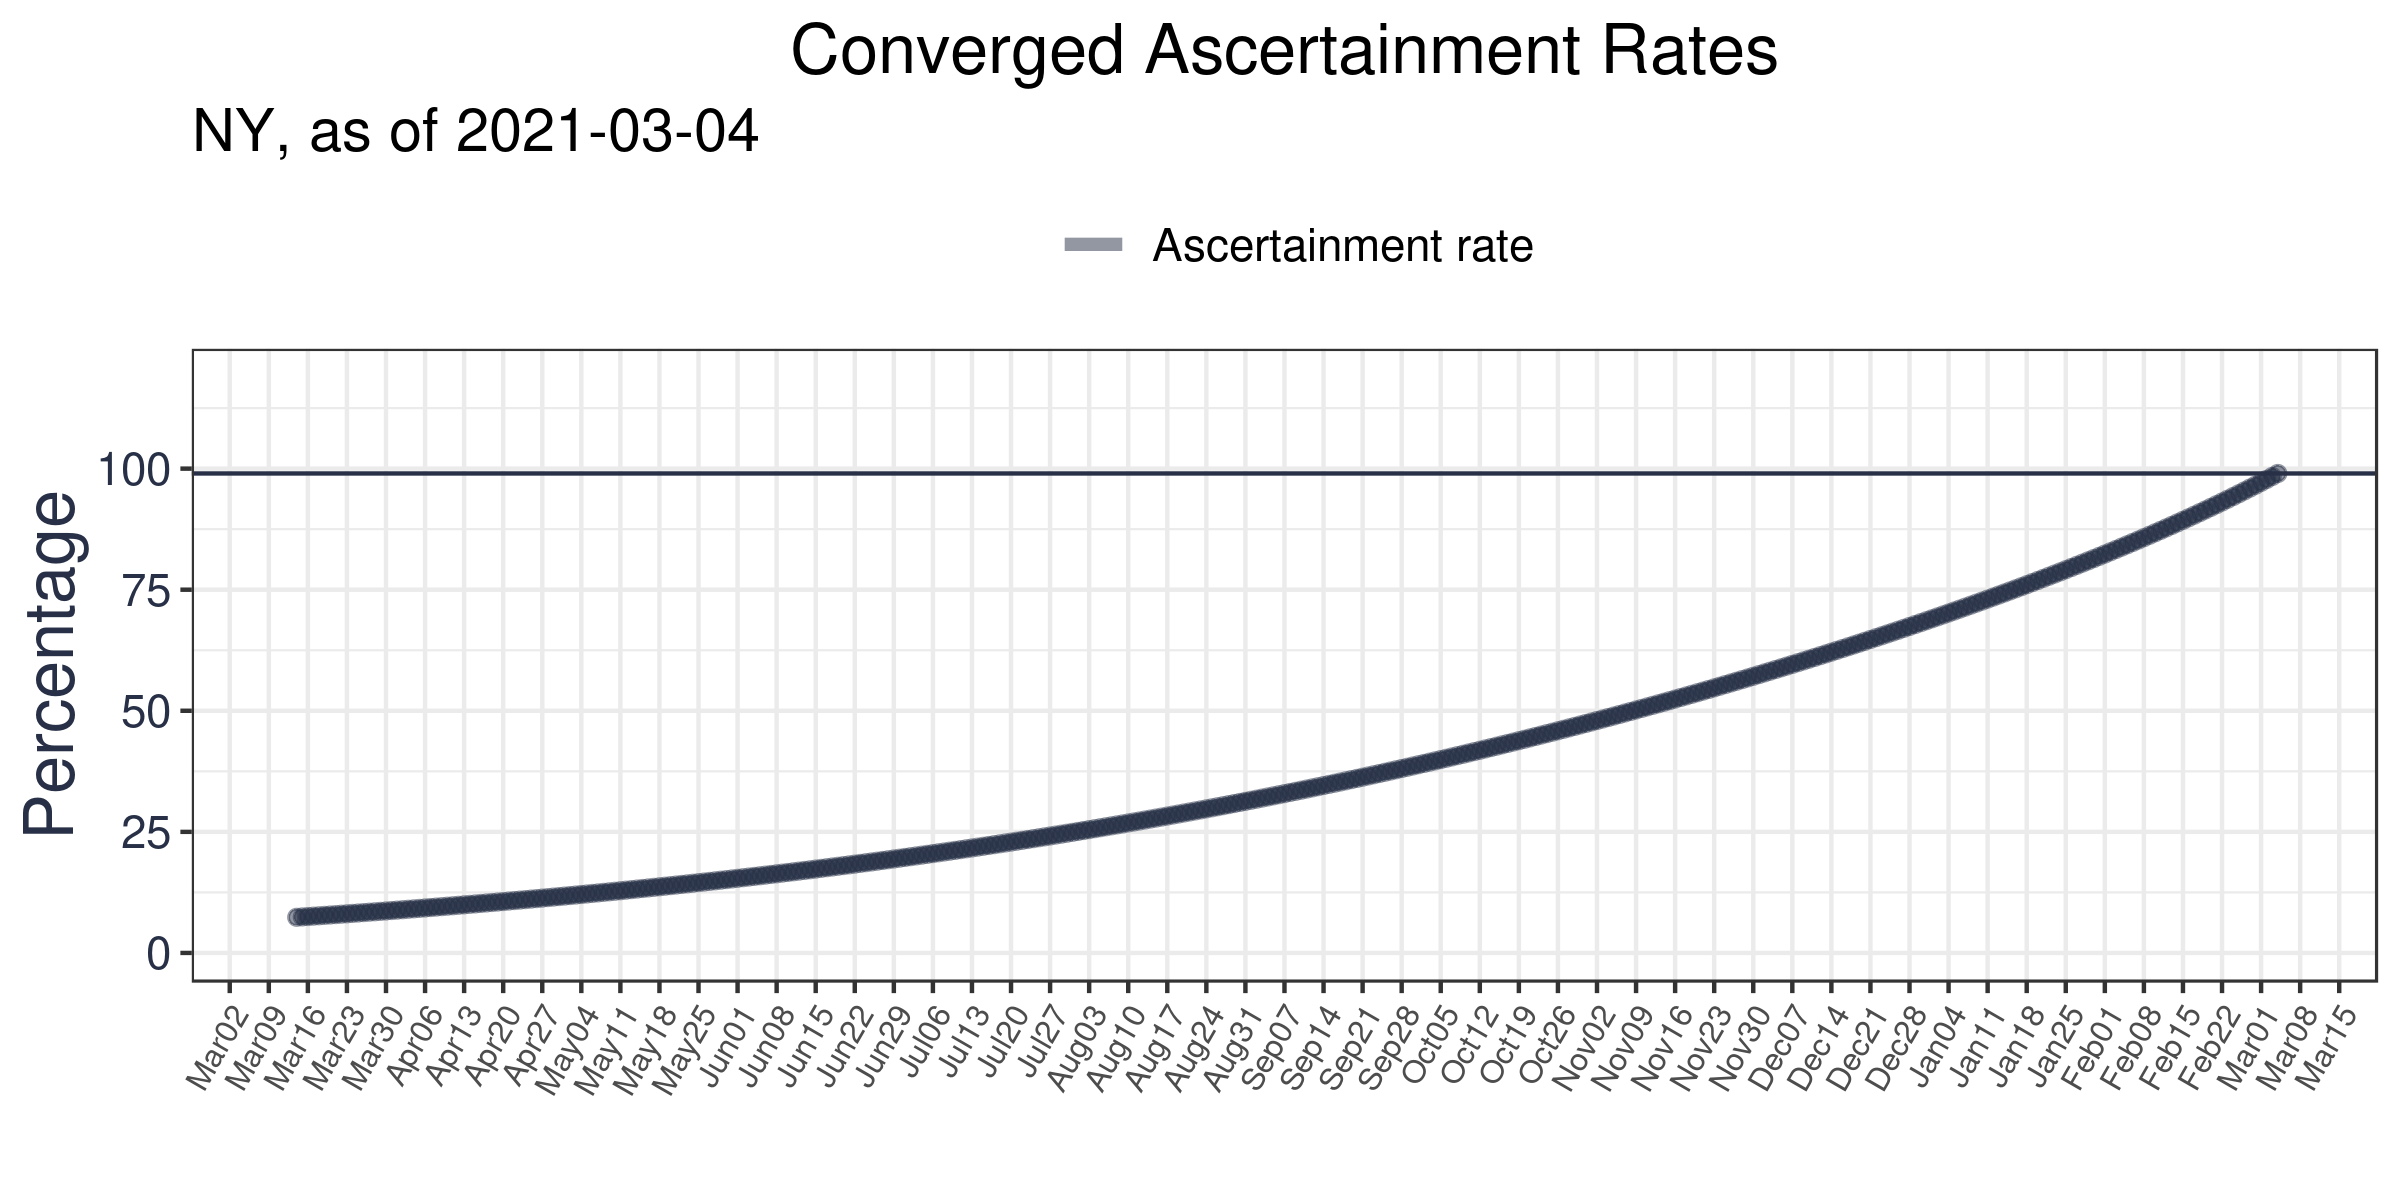 Converged Ascertainment Rates
NY, as of 2021-03-04
Ascertainment rate
Percentage
100
75
50
25
0
Mar02 Mar09 Mar16 Mar23 Mar30 Apr06 Apr13 Apr20 Apr27 May04 May11 May18 May25 Jun01 Jun08 Jun15 Jun22 Jun29 Jul06 Jul13 Jul20 Jul27 Aug03 Aug10 Aug17 Aug24 Aug31 Sep07 Sep14 Sep21 Sep28 Oct05 Oct12 Oct19 Oct26 Nov02 Nov09 Nov16 Nov23 Nov30 Dec07 Dec14 Dec21 Dec28 Jan04 Jan11 Jan18 Jan25 Feb01 Feb08 Feb15 Feb22 Mar01 Mar08 Mar15